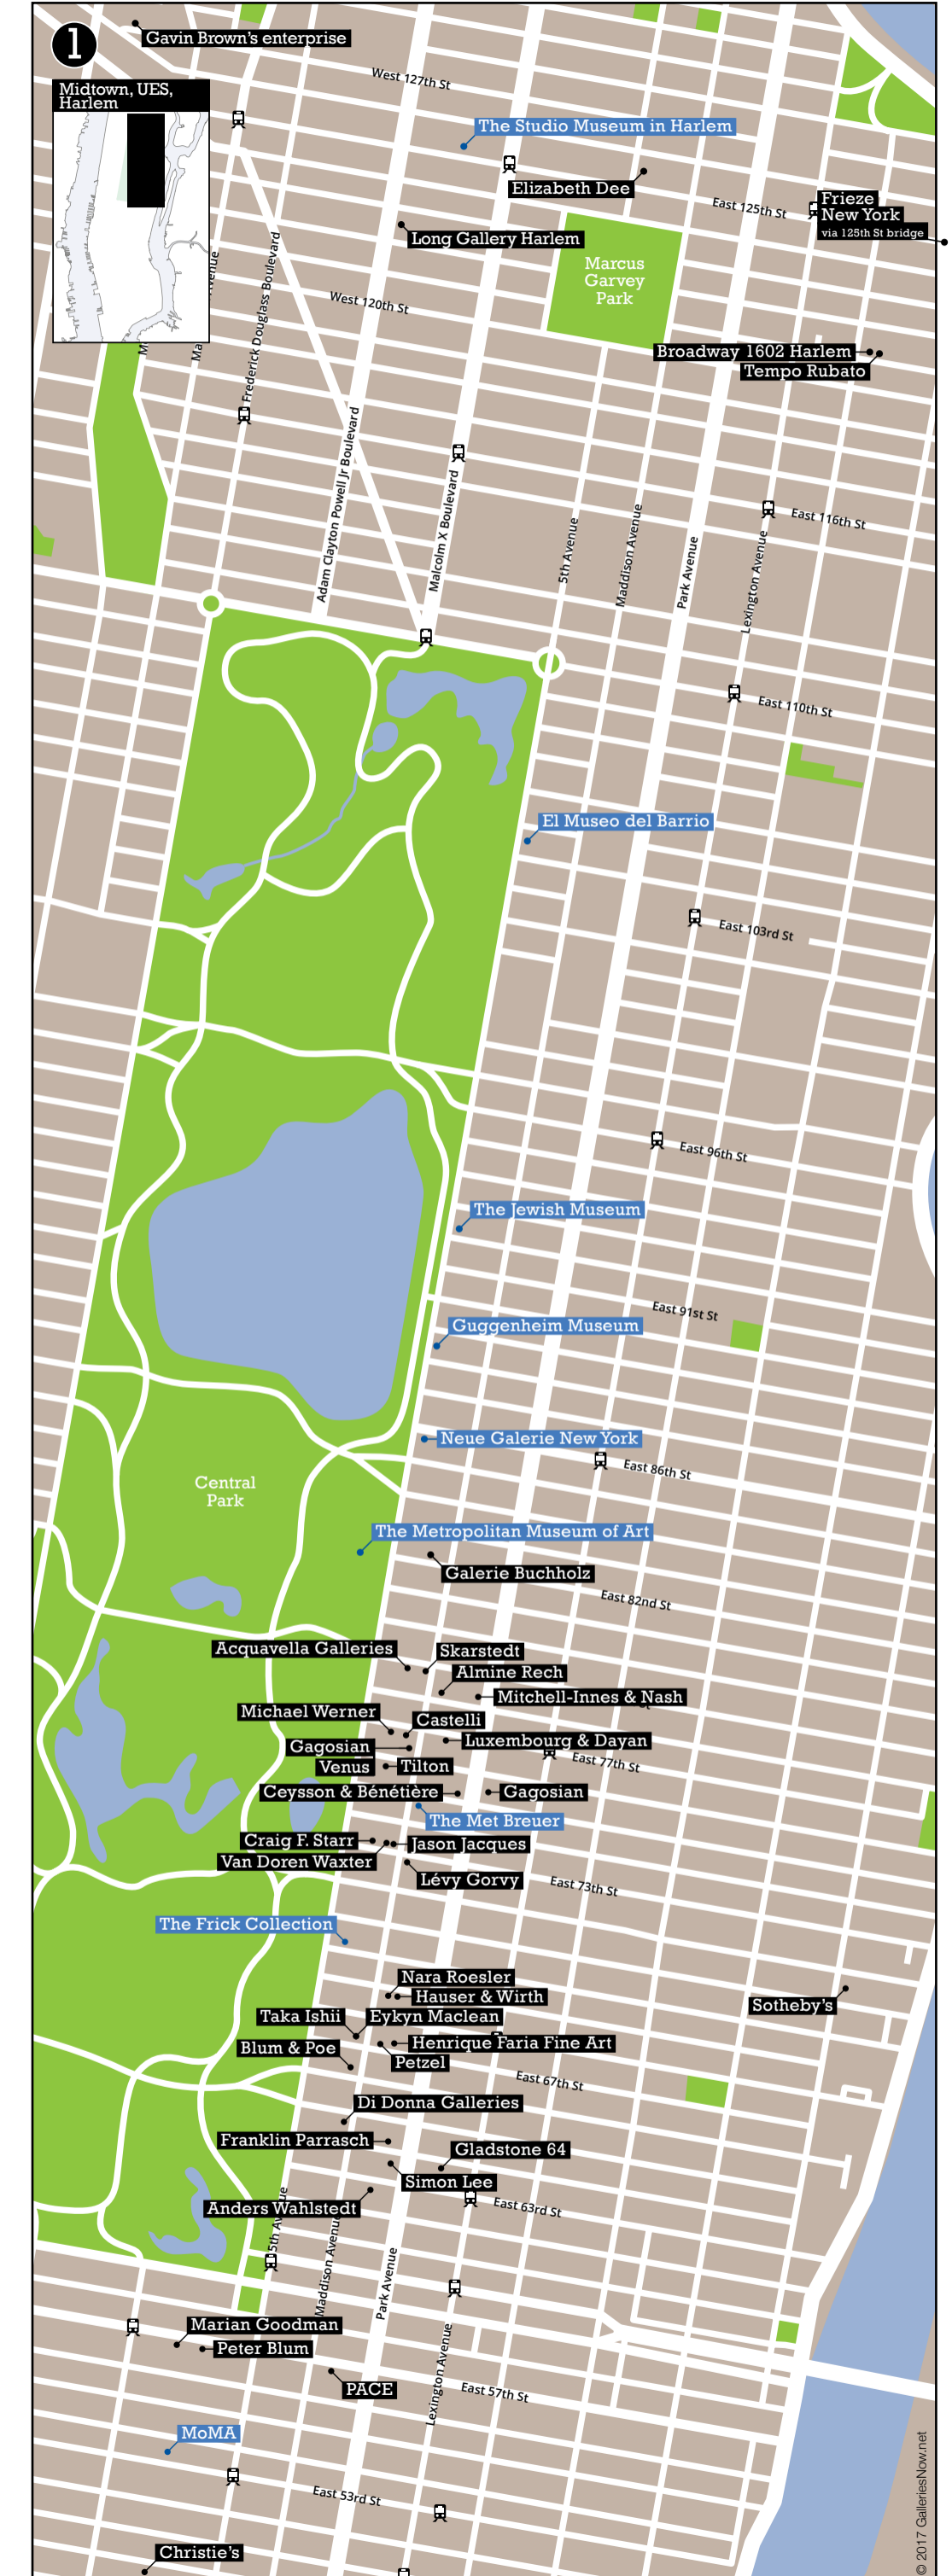 1
Gavin Brown's enterprise
Midtown, UES,
Harlem
West 127th St
The Studio Museum in Harlem
Elizabeth Dee
East 125th St
Frieze
New York
via 125th St bridge
Long Gallery Harlem
Marcus
Garvey
Park
Frederick Douglass Boulevard
West 120th St
Broadway 1602 Harlem
Tempo Rubato
Adam Clayton Powell Jr Boulevard
Malcolm X Boulevard
5th Avenue
Maddison Avenue
Park Avenue
Lexington Avenue
East 116th St
East 110th St
El Museo del Barrio
East 103rd St
East 96th St
The Jewish Museum
East 91st St
Guggenheim Museum
Neue Galerie New York
East 86th St
Central
Park
The Metropolitan Museum of Art
Galerie Buchholz
East 82nd St
Acquavella Galleries
Skarstedt
Almine Rech
Mitchell-Innes & Nash
Michael Werner
Castelli
Gagosian
Luxembourg & Dayan
Venus
Tilton
East 77th St
Ceysson & Bénétière
Gagosian
The Met Breuer
Craig F. Starr
Jason Jacques
Van Doren Waxter
Lévy Gorvy
East 73th St
The Frick Collection
Nara Roesler
Hauser & Wirth
Sotheby's
Taka Ishii
Eykyn Maclean
Henrique Faria Fine Art
Blum & Poe
Petzel
East 67th St
Di Donna Galleries
Franklin Parrasch
Gladstone 64
Simon Lee
Anders Wahlstedt
East 63rd St
5th Avenue
Maddison Avenue
Park Avenue
Lexington Avenue
Marian Goodman
Peter Blum
PACE
East 57th St
MoMA
East 53rd St
Christie's
© 2017 GalleriesNow.net